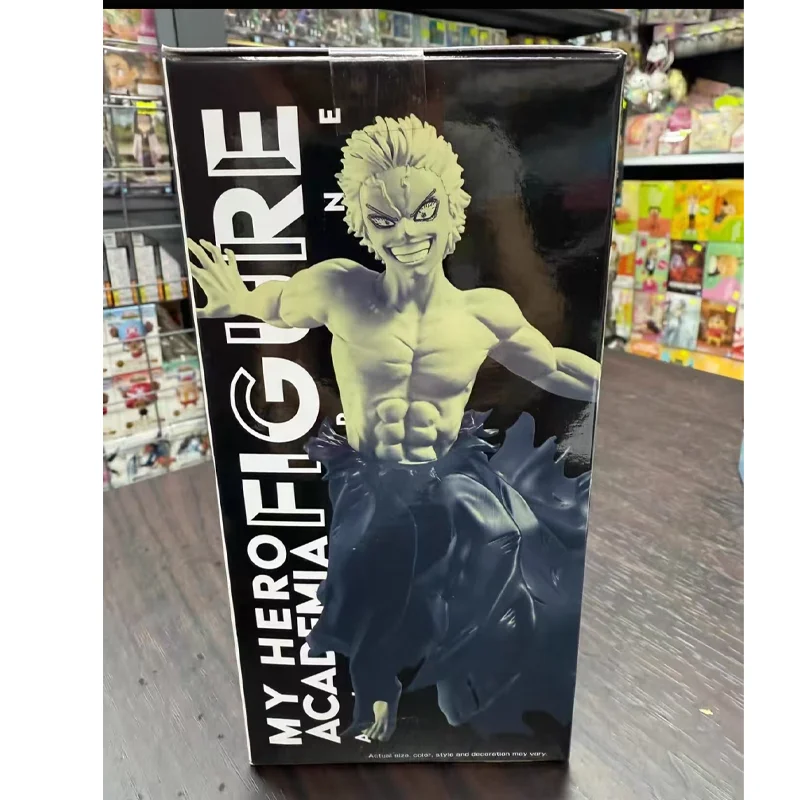 MY HERO
ACADEMIA
FIGURE
Actual size, color, style and decoration may vary.